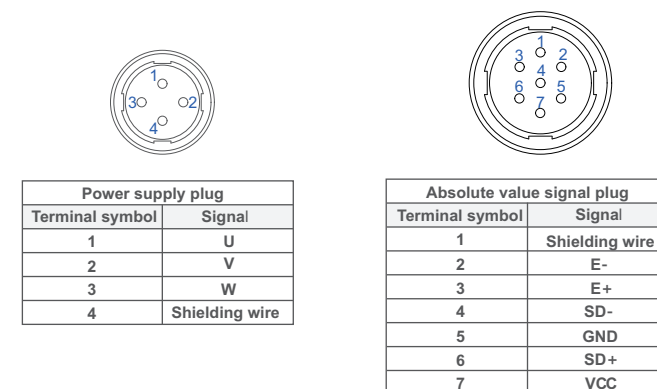 1
3 2
4
1
3 2
4
6 5
7
Power supply plug
Terminal symbol Signal
1 U
2 V
3 W
4 Shielding wire
Absolute value signal plug
Terminal symbol Signal
1 Shielding wire
2 E-
3 E+
4 SD-
5 GND
6 SD+
7 VCC